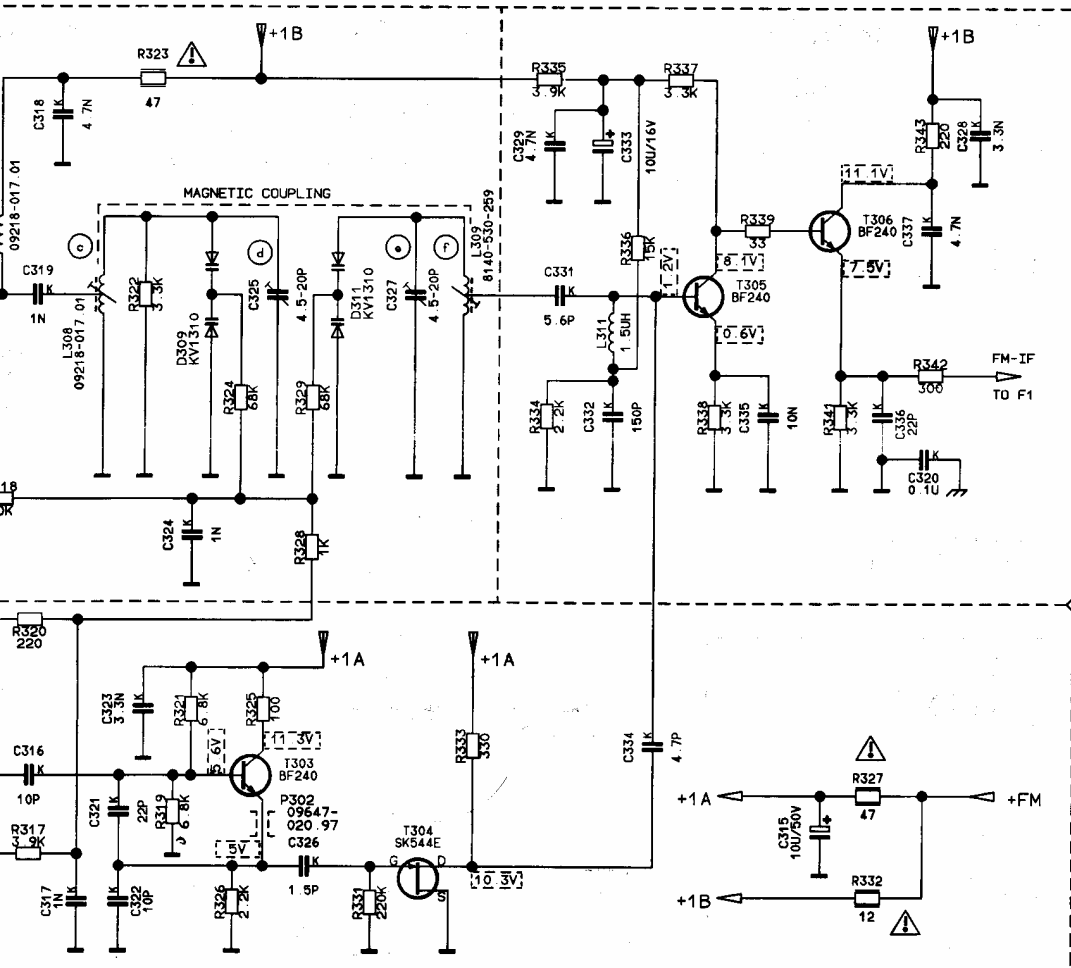 +1B
R323
47
C318
K
4.7N
09218-017.01
MAGNETIC COUPLING
c
C319
K
1N
L308
09218-017.01
R322
3.3K
D309
KV1310
d
C325
4.5-20P
R324
68K
R329
68K
D311
KV1310
e
C327
4.5-20P
f
L309
8140-530-259
18
0K
C324
K
1N
R328
1K
R335
3.9K
R337
3.3K
C329
4.7N
K
+
C333
10U/16V
R336
15K
C331
K
5.6P
L311
1.5UH
R334
2.2K
C332
K
150P
1.2V
8.1V
T305
BF240
0.6V
R338
3.3K
C335
K
10N
R339
33
+1B
R343
220
C328
K
3.3N
11.1V
T306
BF240
C337
K
4.7N
7.5V
R342
300
FM-IF
TO F1
R341
3.3K
C336
22P
K
C320
0.1U
K
R320
220
+1A
+1A
C323
3.3N
K
R321
6.8K
R325
100
11.3V
5.6V
T303
BF240
C316
K
10P
C321
K
22P
R319
6.8K
P302
09647-
020.97
R317
3.9K
5V
C326
K
1.5P
T304
SK544E
G
D
S
10.3V
R333
330
C317
1N
K
C322
10P
K
R326
2.2K
R331
220K
C334
K
4.7P
R327
47
+1A
+FM
C315
10U/50V
+
R332
12
+1B